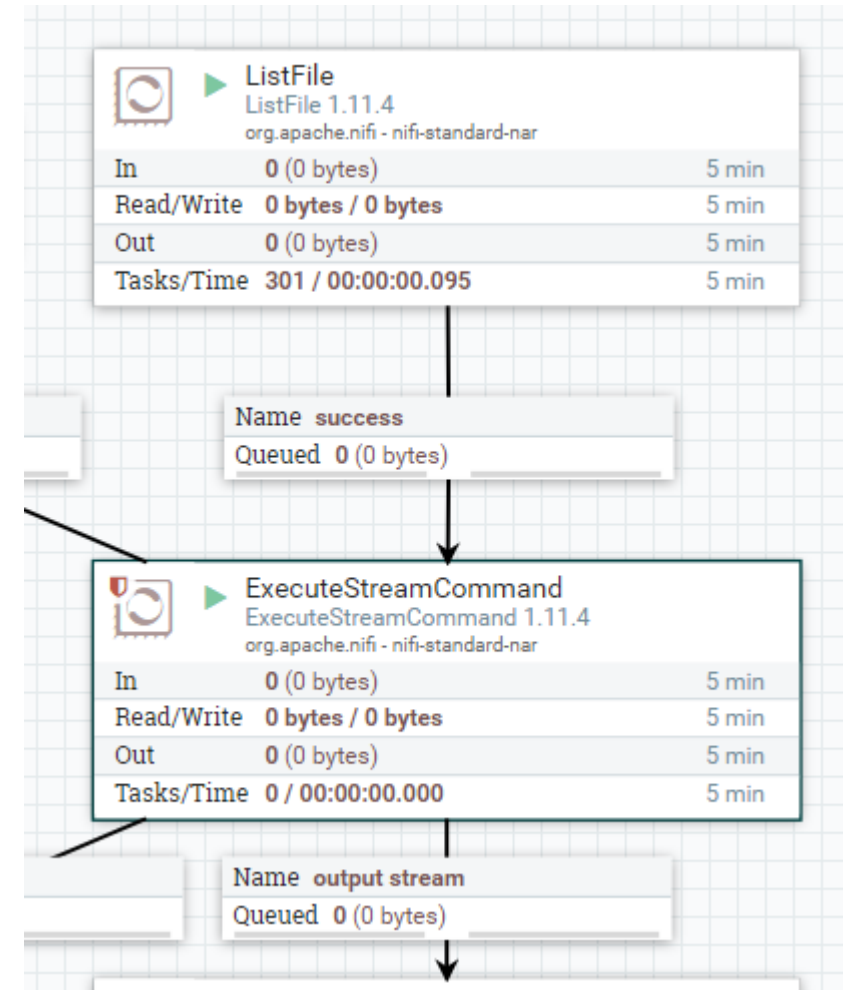 ListFile
ListFile 1.11.4
org.apache.nifi - nifi-standard-nar
In 0 (0 bytes) 5 min
Read/Write 0 bytes / 0 bytes 5 min
Out 0 (0 bytes) 5 min
Tasks/Time 301 / 00:00:00.095 5 min
Name success
Queued 0 (0 bytes)
ExecuteStreamCommand
ExecuteStreamCommand 1.11.4
org.apache.nifi - nifi-standard-nar
In 0 (0 bytes) 5 min
Read/Write 0 bytes / 0 bytes 5 min
Out 0 (0 bytes) 5 min
Tasks/Time 0 / 00:00:00.000 5 min
Name output stream
Queued 0 (0 bytes)